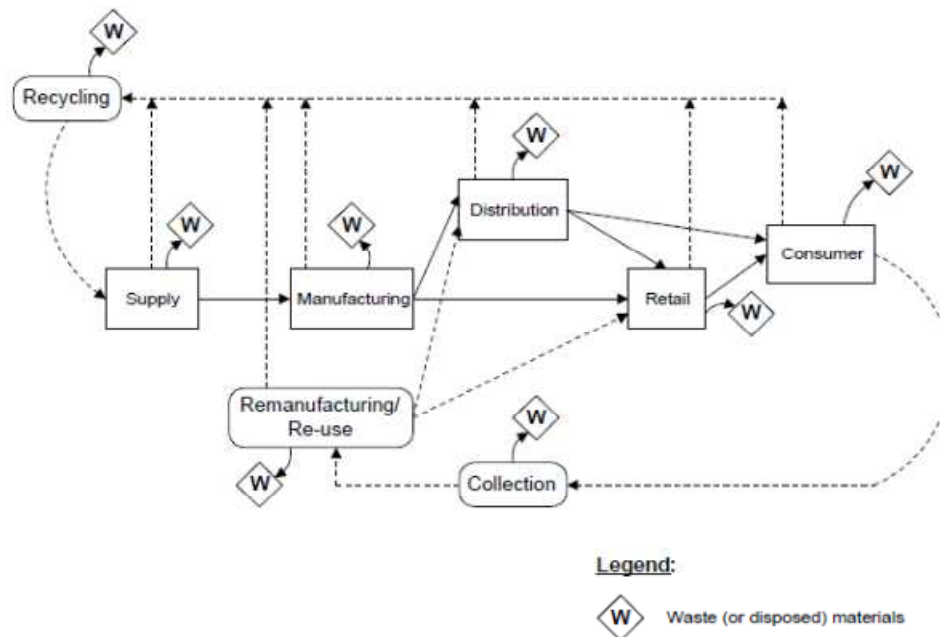 W
Recycling
W
Distribution
W
Consumer
W
W
Supply
Manufacturing
Retail
W
Remanufacturing/
Re-use
W
W
Collection
Legend:
W Waste (or disposed) materials